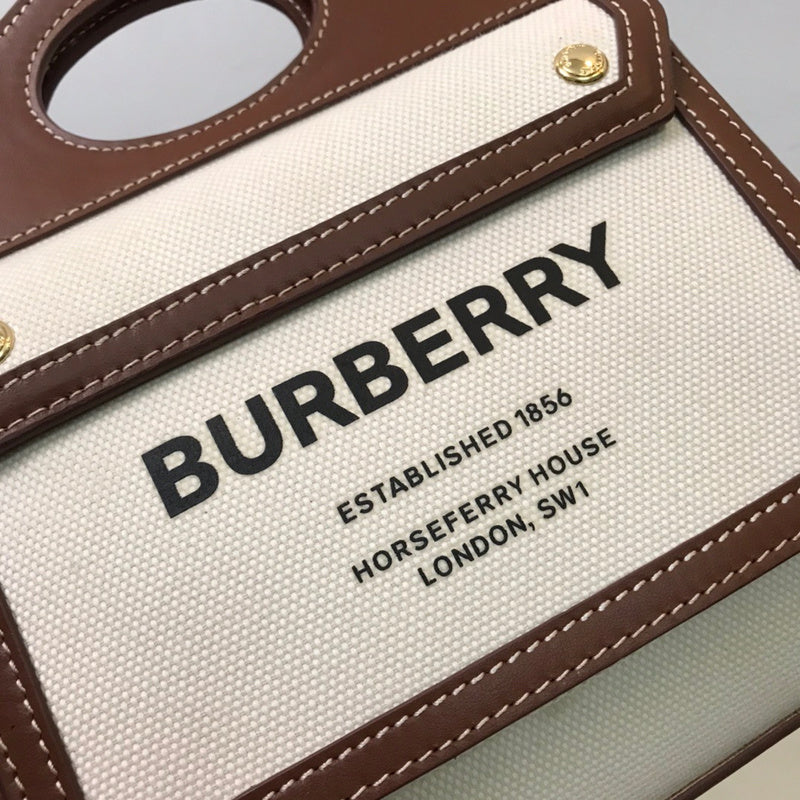 BURBERRY
ESTABLISHED 1856
HORSEFERRY HOUSE
LONDON, SW1